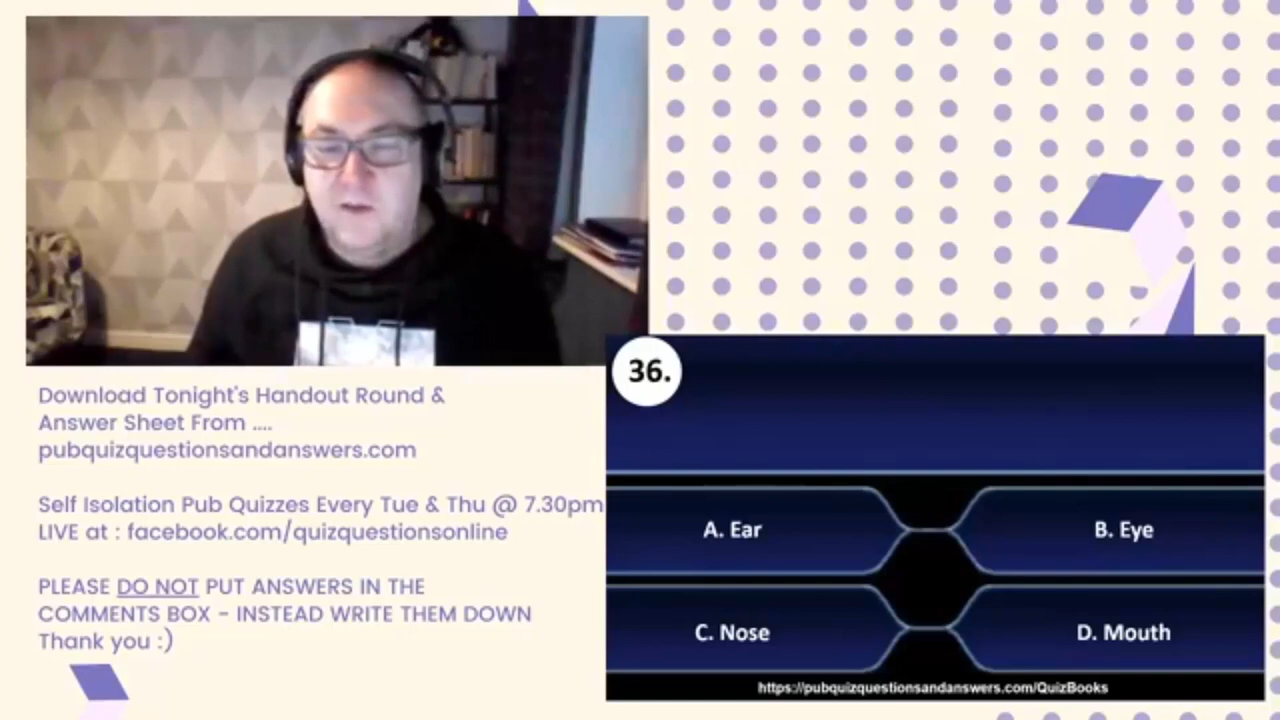 Download Tonight's Handout Round &
Answer Sheet From ....
pubquizquestionsandanswers.com
Self Isolation Pub Quizzes Every Tue & Thu @ 7.30pm
LIVE at : facebook.com/quizquestionsonline
PLEASE DO NOT PUT ANSWERS IN THE
COMMENTS BOX - INSTEAD WRITE THEM DOWN
Thank you :)
36.
A. Ear
B. Eye
C. Nose
D. Mouth
https://pubquizquestionsandanswers.com/QuizBooks